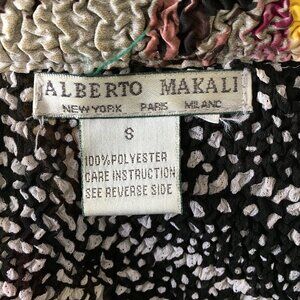 ALBERTO MAKALI
NEW YORK PARIS MILANO
S
100% POLYESTER
CARE INSTRUCTION
SEE REVERSE SIDE